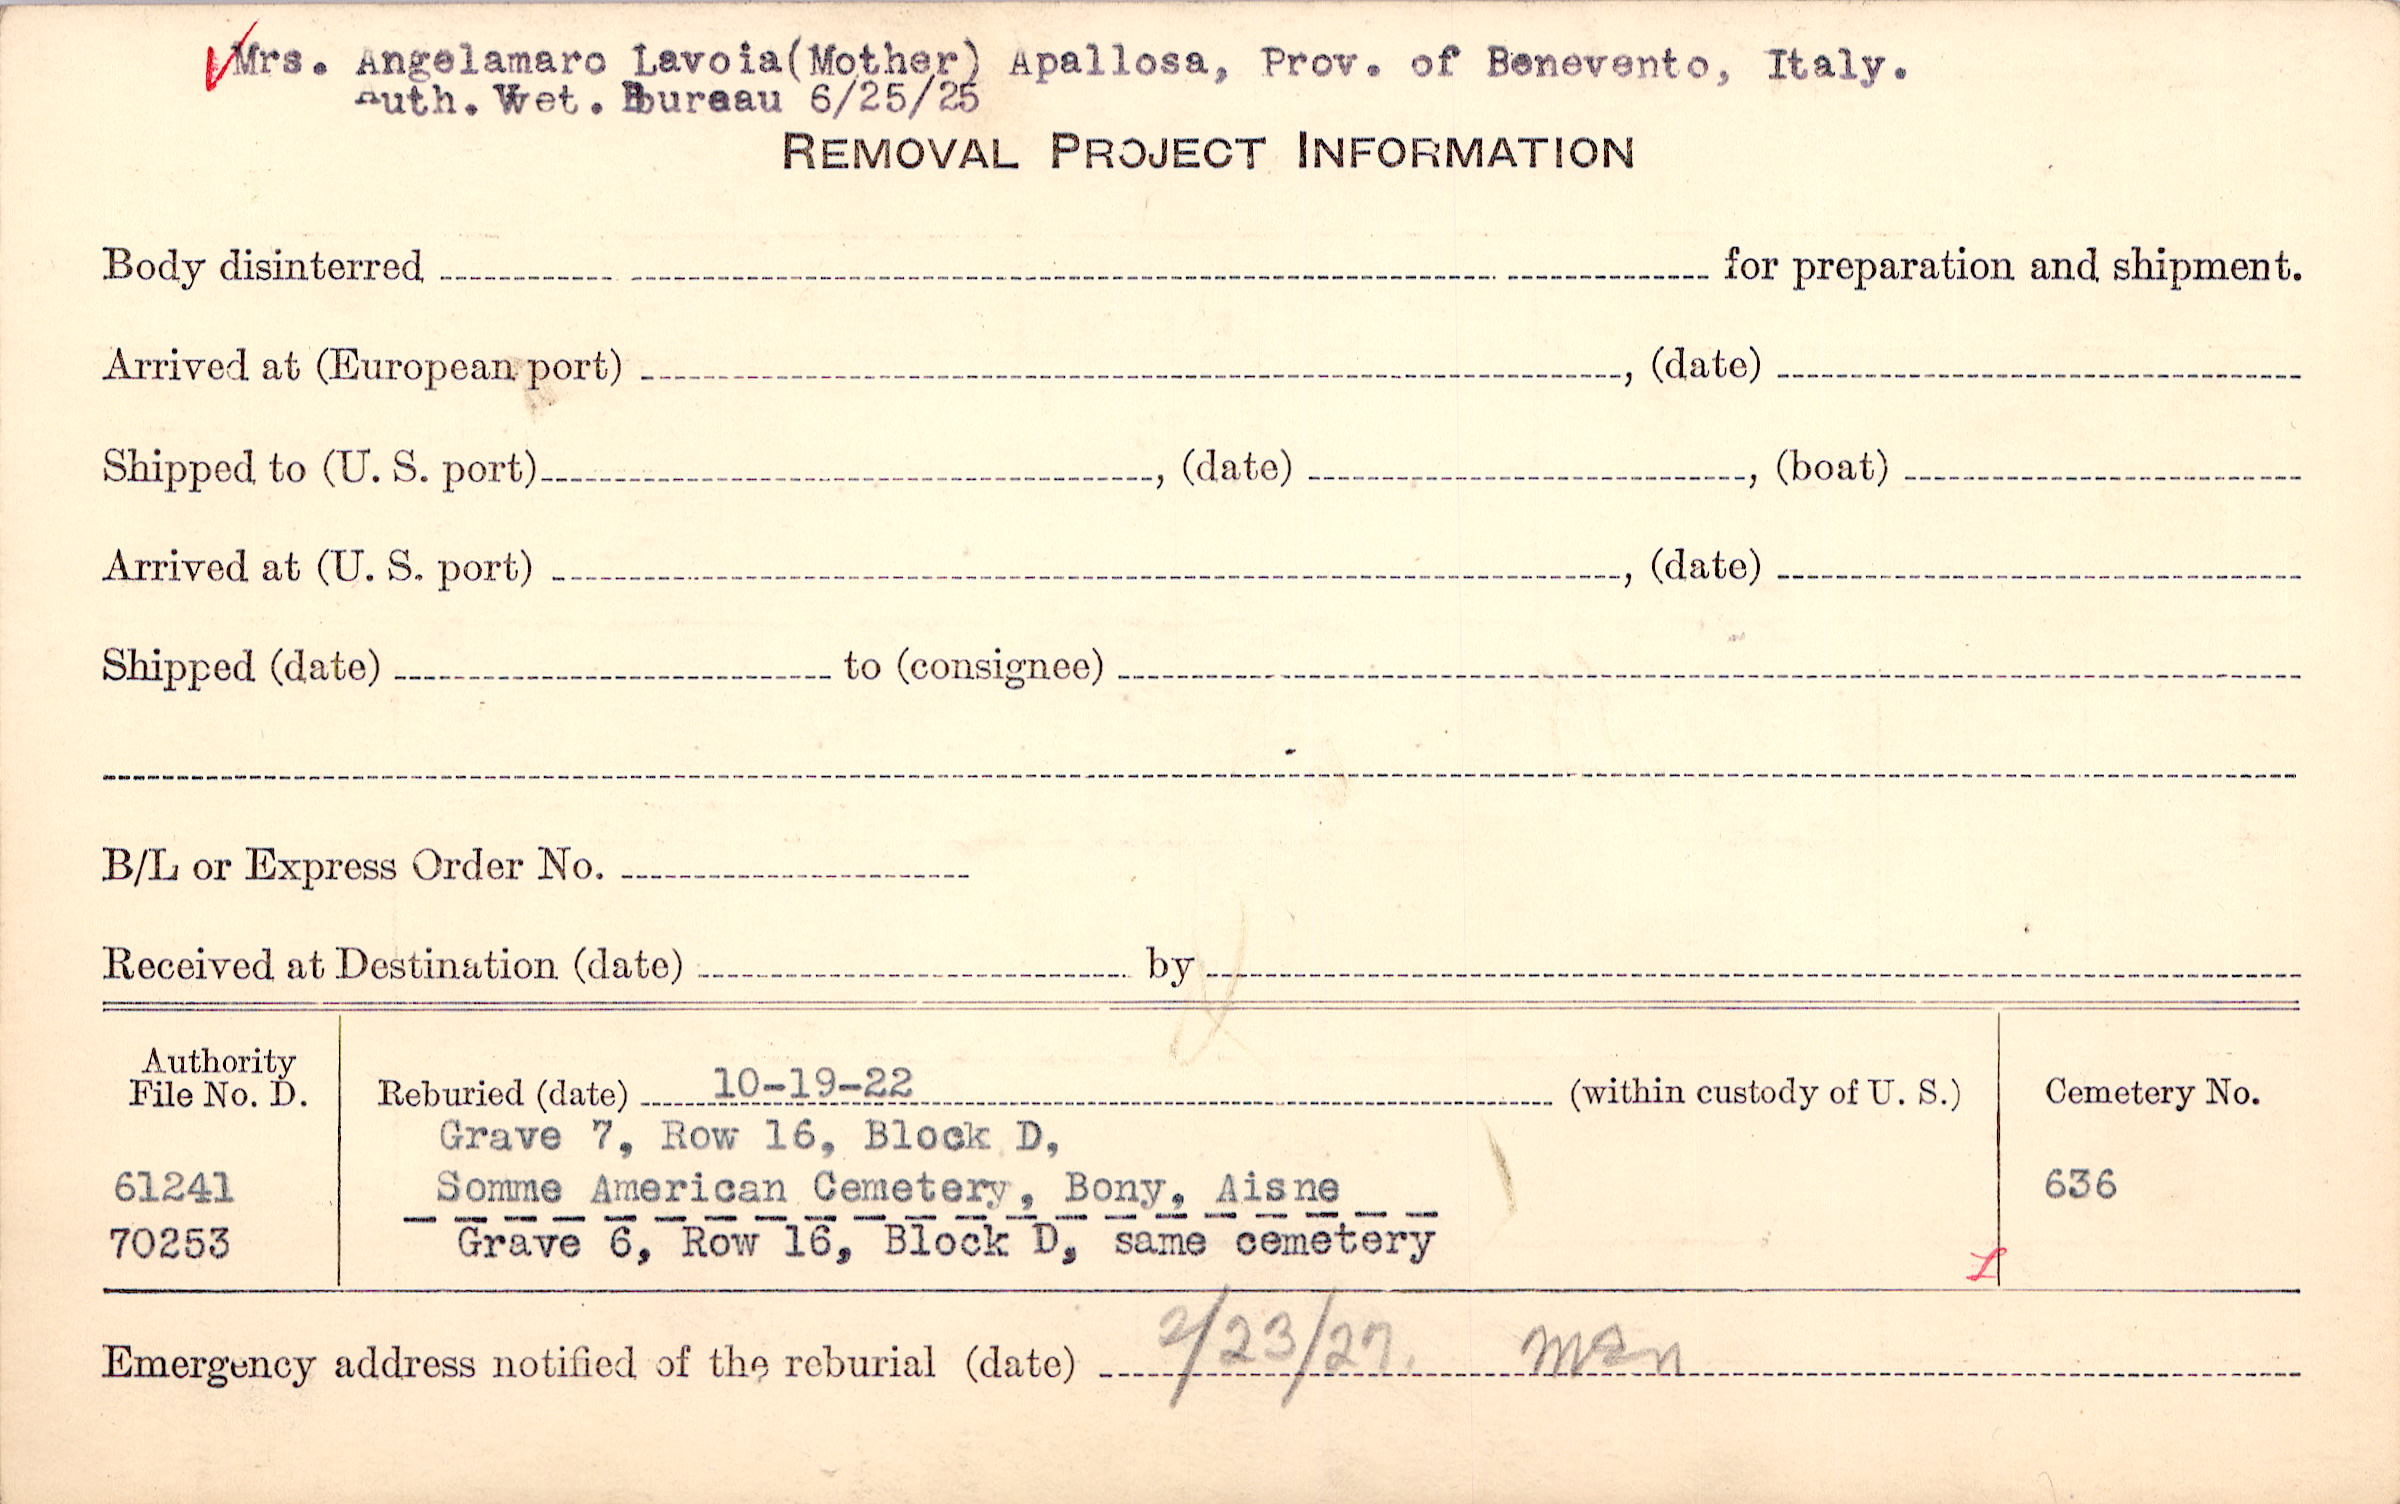 Mrs. Angelamaro Lavoia(Mother) Apallosa, Prov. of Benevento, Italy.
Auth. Wet. Bureau 6/25/25
REMOVAL PROJECT INFORMATION
Body disinterred for preparation and shipment.
Arrived at (European port) , (date)
Shipped to (U. S. port) , (date) , (boat)
Arrived at (U. S. port) , (date)
Shipped (date) to (consignee)
B/L or Express Order No.
Received at Destination (date) by
Authority
File No. D. Reburied (date) 10-19-22 (within custody of U. S.) Cemetery No.
Grave 7, Row 16, Block D,
61241 Somme American Cemetery, Bony, Aisne 636
70253 Grave 6, Row 16, Block D, same cemetery
Emergency address notified of the reburial (date) 2/23/27.